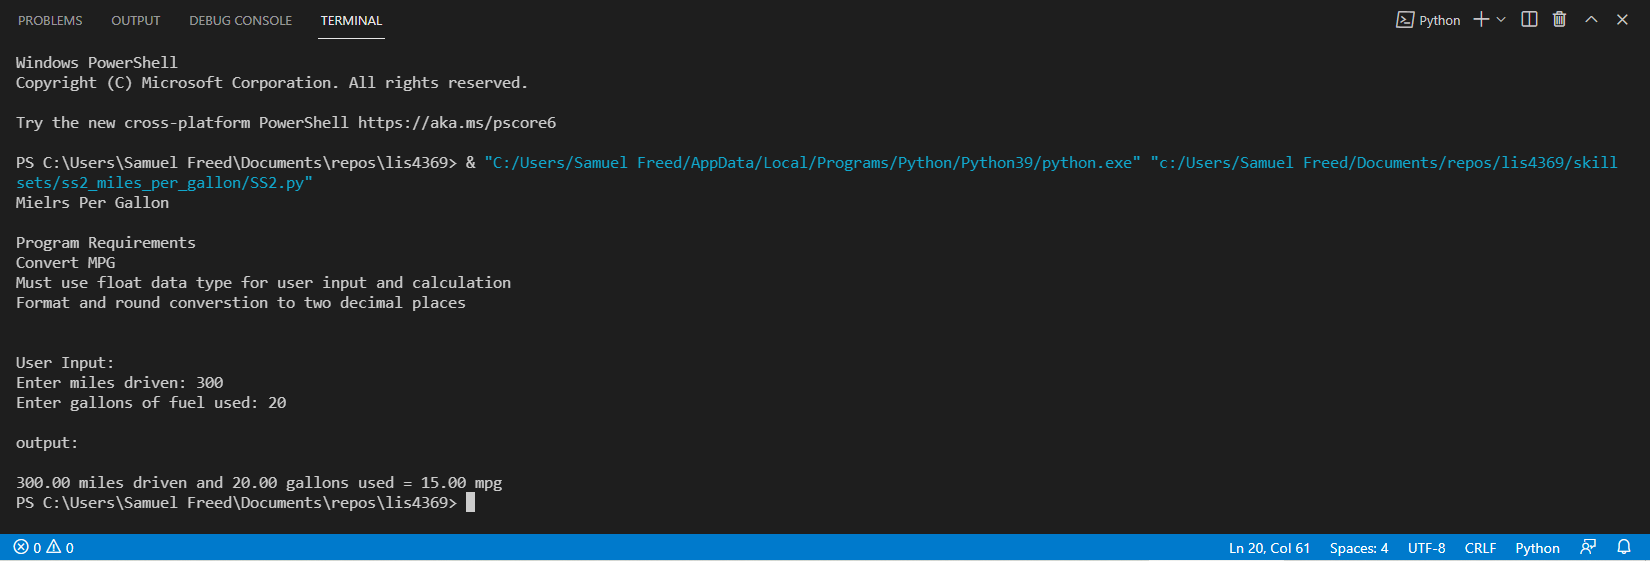 PROBLEMS OUTPUT DEBUG CONSOLE TERMINAL Python
Windows PowerShell
Copyright (C) Microsoft Corporation. All rights reserved.
Try the new cross-platform PowerShell https://aka.ms/pscore6
PS C:\Users\Samuel Freed\Documents\repos\lis4369> & "C:/Users/Samuel Freed/AppData/Local/Programs/Python/Python39/python.exe" "c:/Users/Samuel Freed/Documents/repos/lis4369/skill
sets/ss2_miles_per_gallon/SS2.py"
Mielrs Per Gallon
Program Requirements
Convert MPG
Must use float data type for user input and calculation
Format and round converstion to two decimal places
User Input:
Enter miles driven: 300
Enter gallons of fuel used: 20
output:
300.00 miles driven and 20.00 gallons used = 15.00 mpg
PS C:\Users\Samuel Freed\Documents\repos\lis4369>
0 0 Ln 20, Col 61 Spaces: 4 UTF-8 CRLF Python